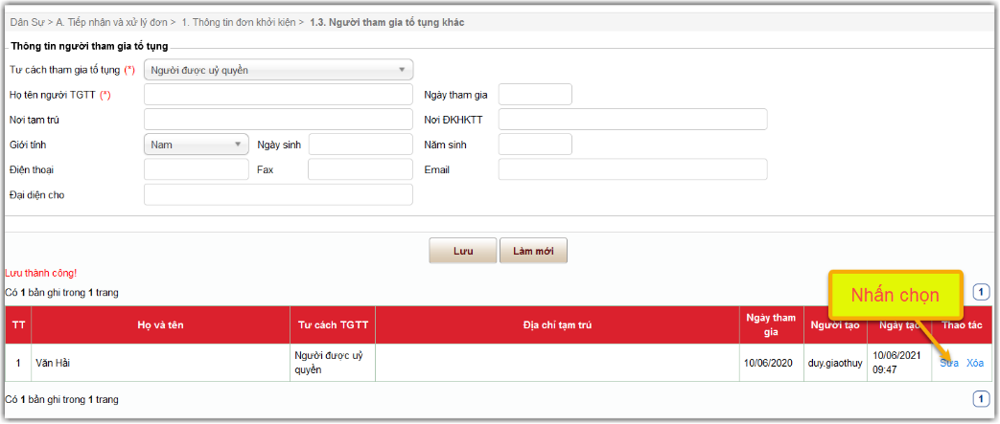 Dân Sự > A. Tiếp nhận và xử lý đơn > 1. Thông tin đơn khởi kiện > 1.3. Người tham gia tố tụng khác
Thông tin người tham gia tố tụng
Tư cách tham gia tố tụng (*) Người được uỷ quyền
Họ tên người TGTT (*) Ngày tham gia
Nơi tạm trú Nơi ĐKHKTT
Giới tính Nam Ngày sinh Năm sinh
Điện thoại Fax Email
Đại diện cho
Lưu Làm mới
Lưu thành công!
Có 1 bản ghi trong 1 trang 1
Nhấn chọn
TT Họ và tên Tư cách TGTT Địa chỉ tạm trú Ngày tham gia Người tạo Ngày tạo Thao tác
1 Văn Hải Người được uỷ quyền 10/06/2020 duy.giaothuy 10/06/2021 09:47 Sửa Xóa
Có 1 bản ghi trong 1 trang 1